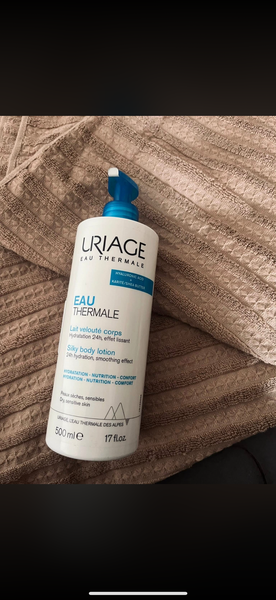 URIAGE
EAU THERMALE
HYALURONIC ACID
+
EAU
THERMALE
Lait velouté corps
Hydratation 24h, effet lissant
Silky body lotion
24h hydration, smoothing effect
HYDRATATION - NUTRITION - CONFORT
HYDRATION - NUTRITION - COMFORT
Peaux sèches, sensibles
Dry sensitive skin
URIAGE, L'EAU THERMALE DES ALPES
500 ml e 17 fl.oz.